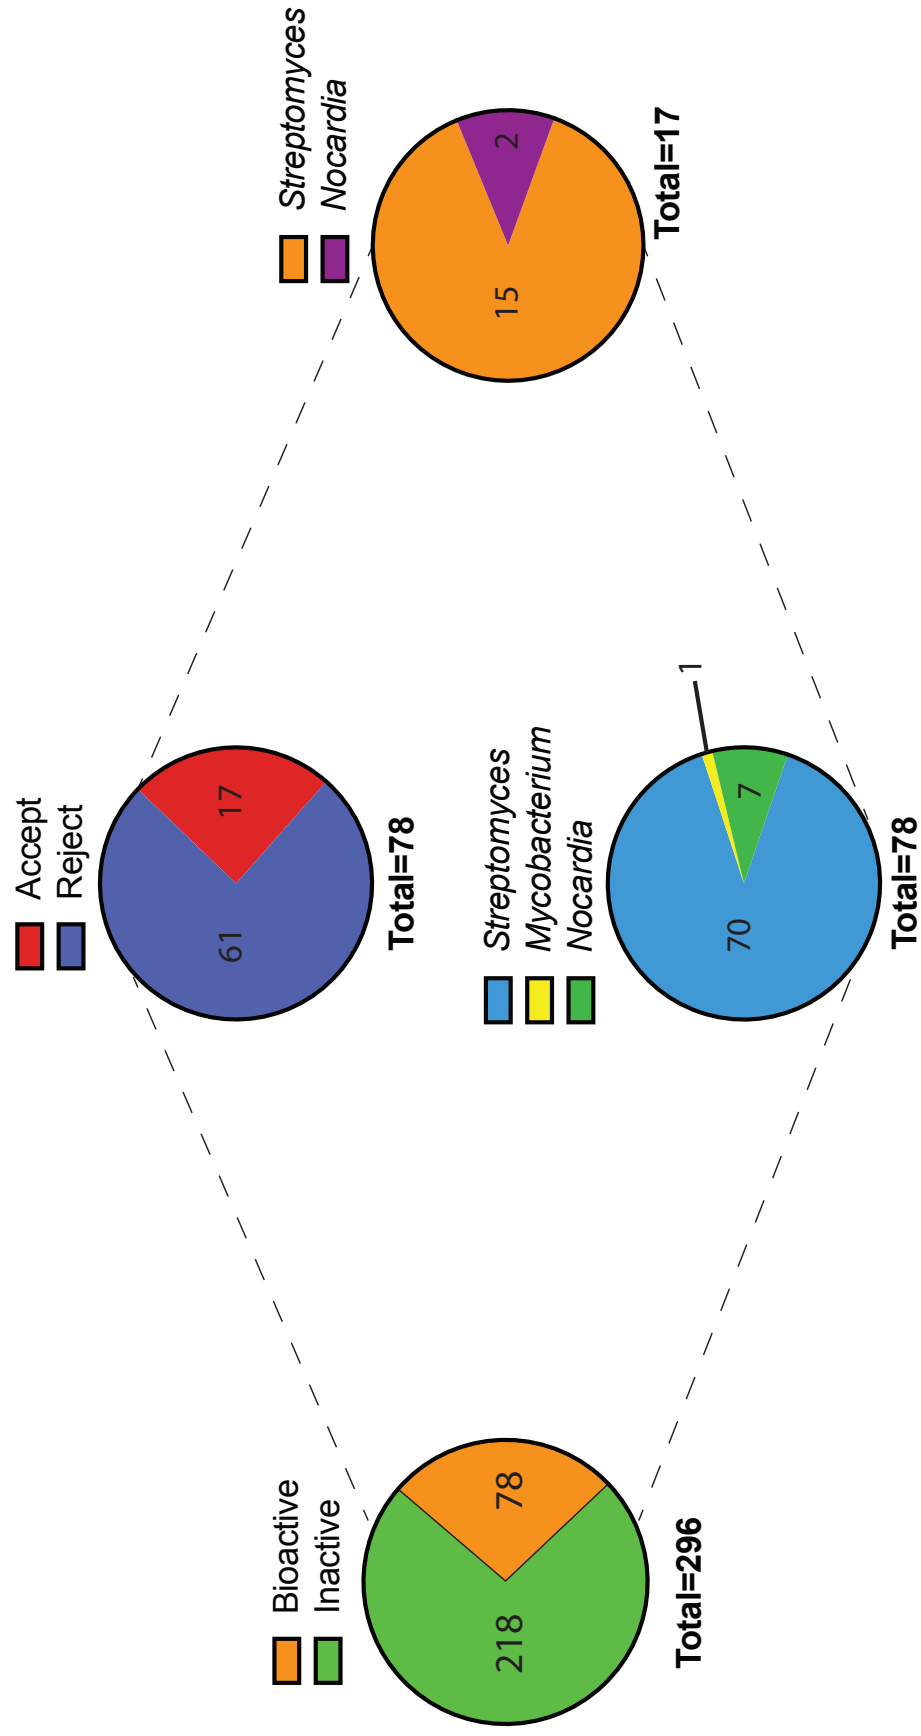 Bioactive
Inactive
218
78
Total=296
Accept
Reject
61
17
Total=78
Streptomyces
Mycobacterium
Nocardia
70
7
1
Total=78
Streptomyces
Nocardia
15
2
Total=17